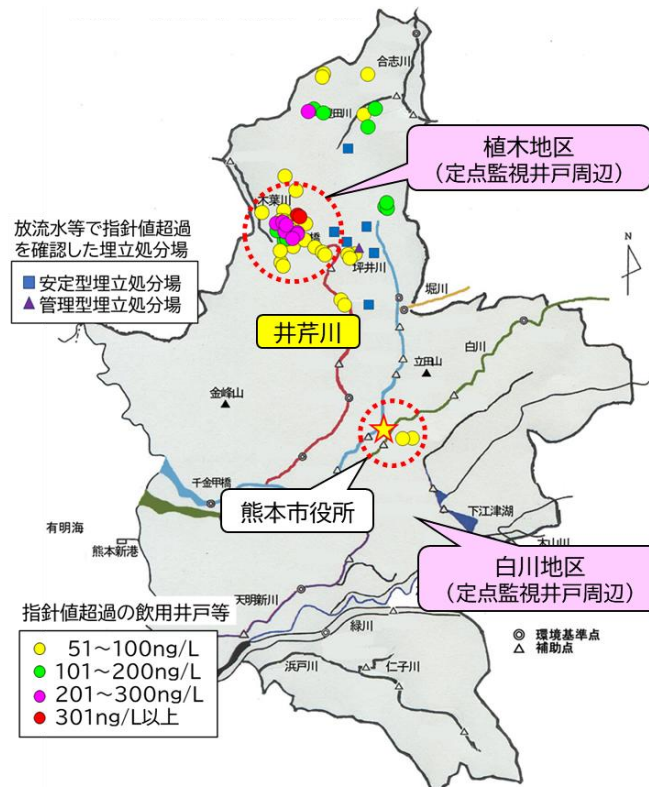 合志川
植木地区
(定点監視井戸周辺)
木葉川
放流水等で指針値超過
を確認した埋立処分場
安定型埋立処分場
管理型埋立処分場
坪井川
N
堀川
井芹川
白川
立田山
金峰山
千金甲橋
熊本市役所
下江津湖
有明海
熊本新港
木山川
白川地区
(定点監視井戸周辺)
天明新川
指針値超過の飲用井戸等
緑川
51~100ng/L
101~200ng/L
201~300ng/L
301ng/L以上
環境基準点
補助点
浜戸川
仁子川